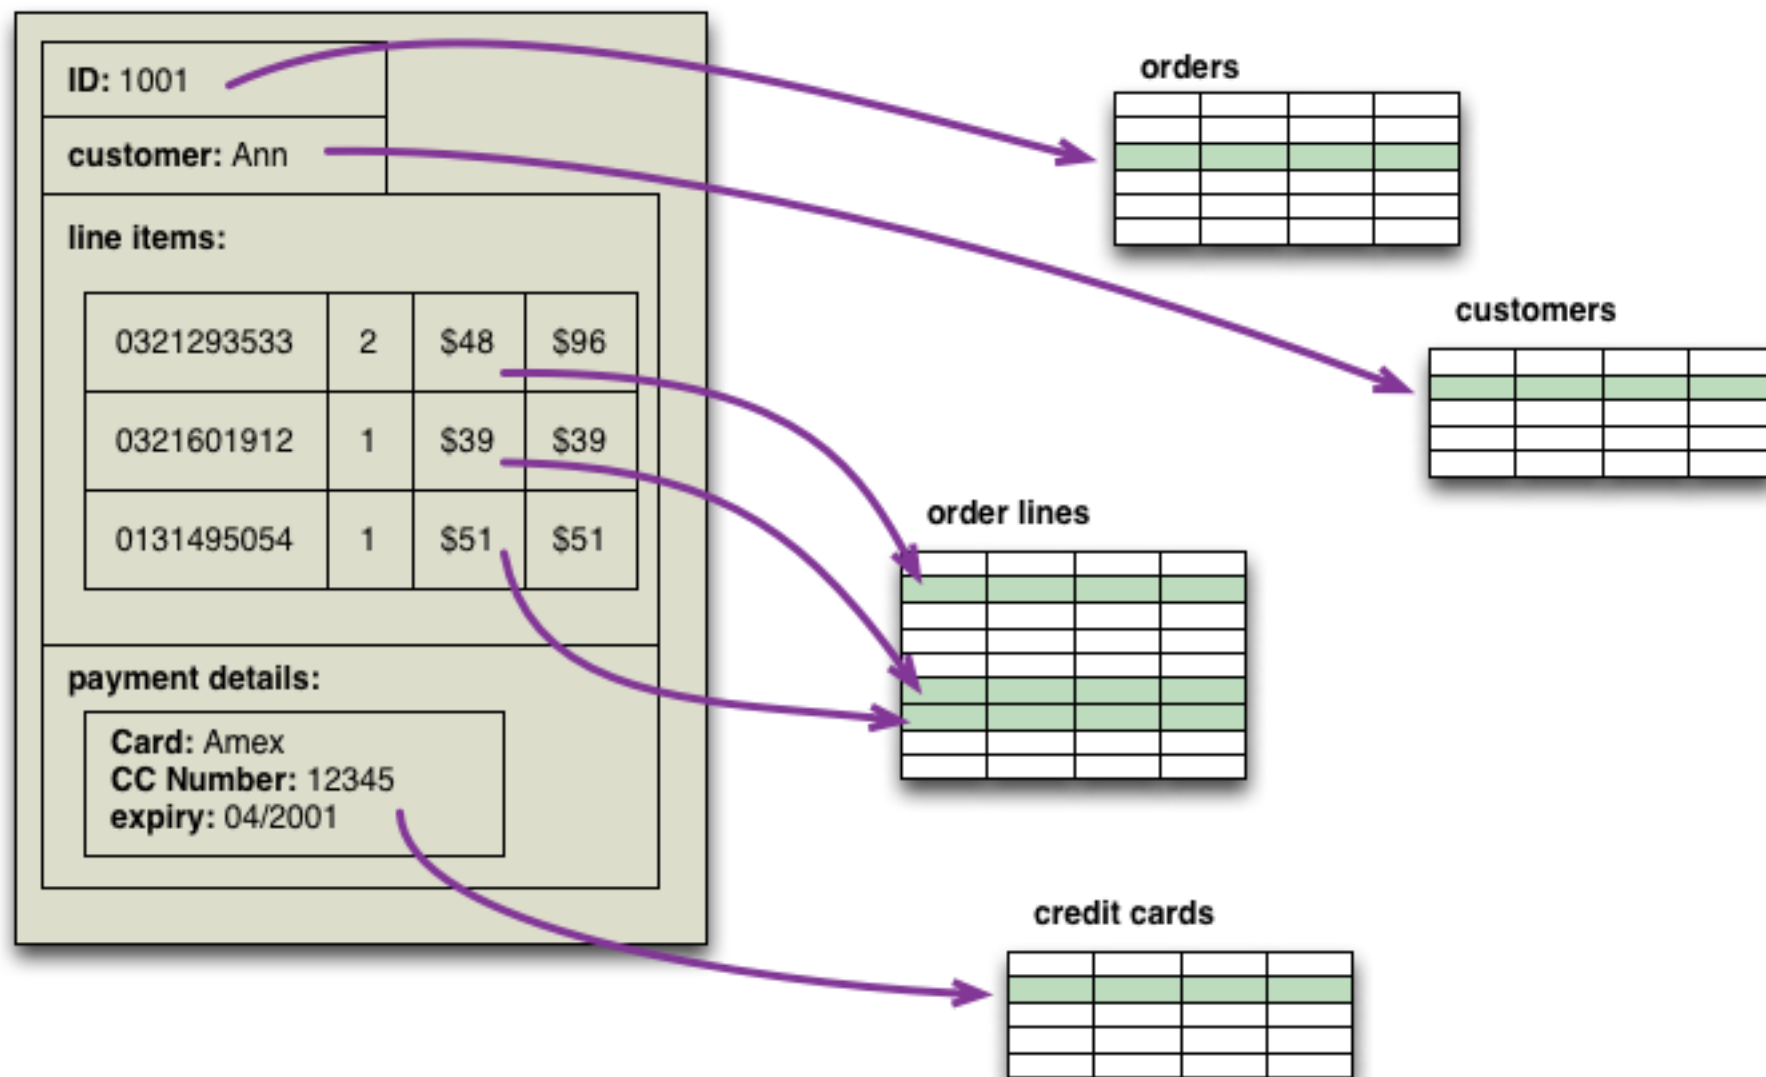 ID: 1001
customer: Ann
line items:
0321293533 2 $48 $96
0321601912 1 $39 $39
0131495054 1 $51 $51
payment details:
Card: Amex
CC Number: 12345
expiry: 04/2001
orders
customers
order lines
credit cards